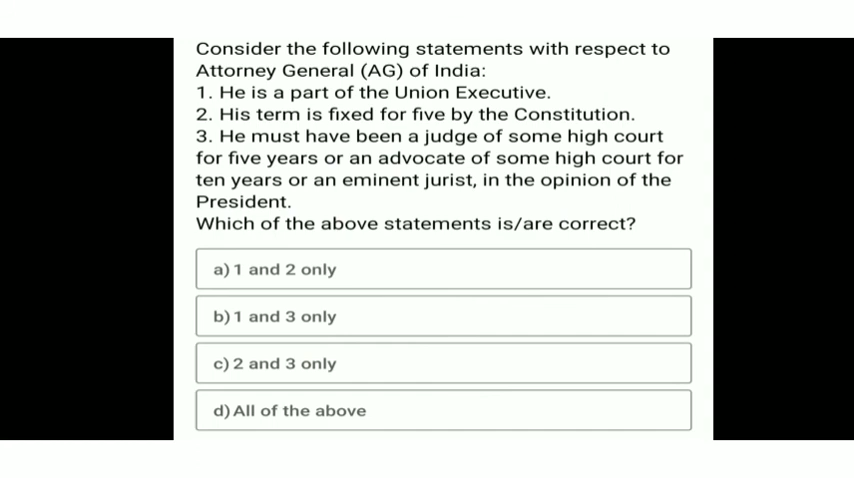 Consider the following statements with respect to
Attorney General (AG) of India:
1. He is a part of the Union Executive.
2. His term is fixed for five by the Constitution.
3. He must have been a judge of some high court
for five years or an advocate of some high court for
ten years or an eminent jurist, in the opinion of the
President.
Which of the above statements is/are correct?
a) 1 and 2 only
b) 1 and 3 only
c) 2 and 3 only
d) All of the above